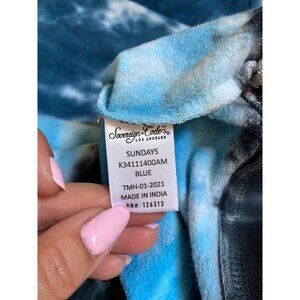 Sovereign Code
LOS ANGELES
SUNDAYS
K34111400AM
BLUE
TMH-01-2021
MADE IN INDIA
RN# 126313